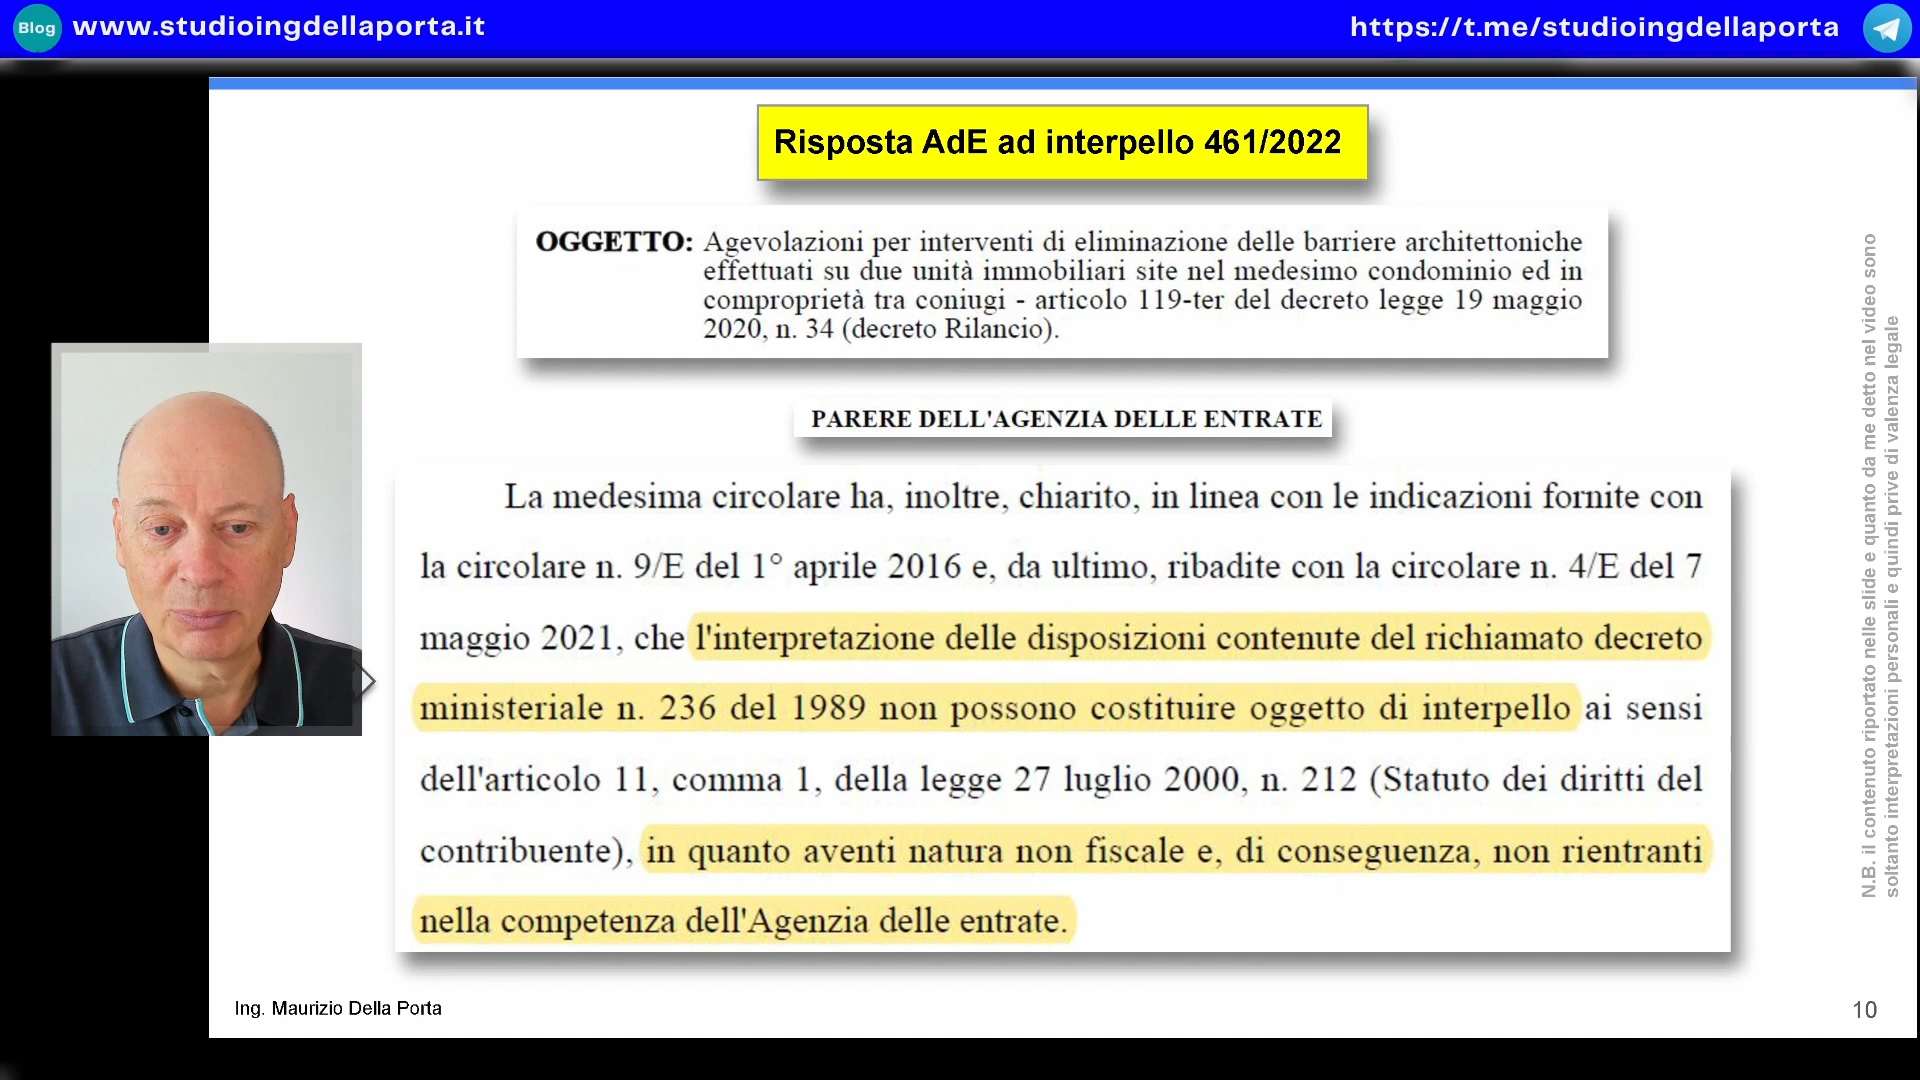 Blog www.studioingdellaporta.it
https://t.me/studioingdellaporta
Risposta AdE ad interpello 461/2022
OGGETTO: Agevolazioni per interventi di eliminazione delle barriere architettoniche
effettuati su due unità immobiliari site nel medesimo condominio ed in
comproprietà tra coniugi - articolo 119-ter del decreto legge 19 maggio
2020, n. 34 (decreto Rilancio).
PARERE DELL'AGENZIA DELLE ENTRATE
La medesima circolare ha, inoltre, chiarito, in linea con le indicazioni fornite con
la circolare n. 9/E del 1° aprile 2016 e, da ultimo, ribadite con la circolare n. 4/E del 7
maggio 2021, che l'interpretazione delle disposizioni contenute del richiamato decreto
ministeriale n. 236 del 1989 non possono costituire oggetto di interpello ai sensi
dell'articolo 11, comma 1, della legge 27 luglio 2000, n. 212 (Statuto dei diritti del
contribuente), in quanto aventi natura non fiscale e, di conseguenza, non rientranti
nella competenza dell'Agenzia delle entrate.
N.B. il contenuto riportato nelle slide e quanto da me detto nel video sono
soltanto interpretazioni personali e quindi prive di valenza legale
Ing. Maurizio Della Porta
10